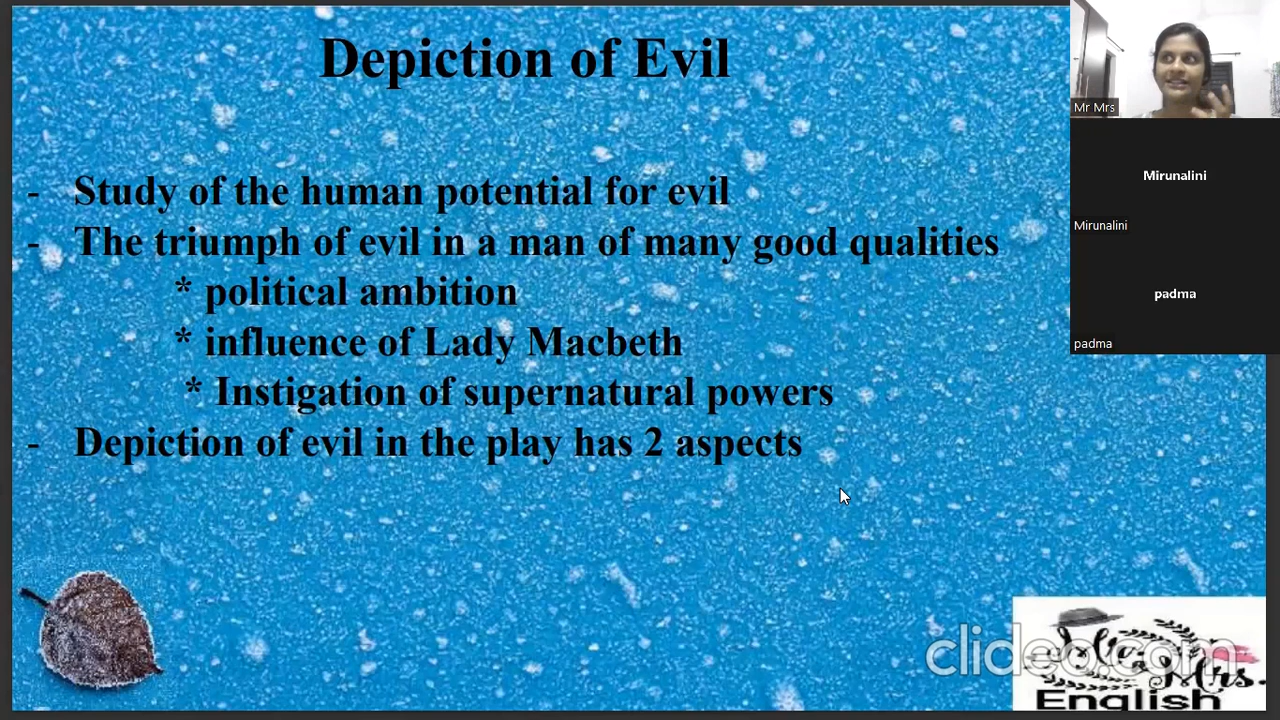 Depiction of Evil
- Study of the human potential for evil
- The triumph of evil in a man of many good qualities
* political ambition
* influence of Lady Macbeth
* Instigation of supernatural powers
- Depiction of evil in the play has 2 aspects
Mr Mrs
Mirunalini
Mirunalini
padma
padma
clideo.com
Mrs.
English